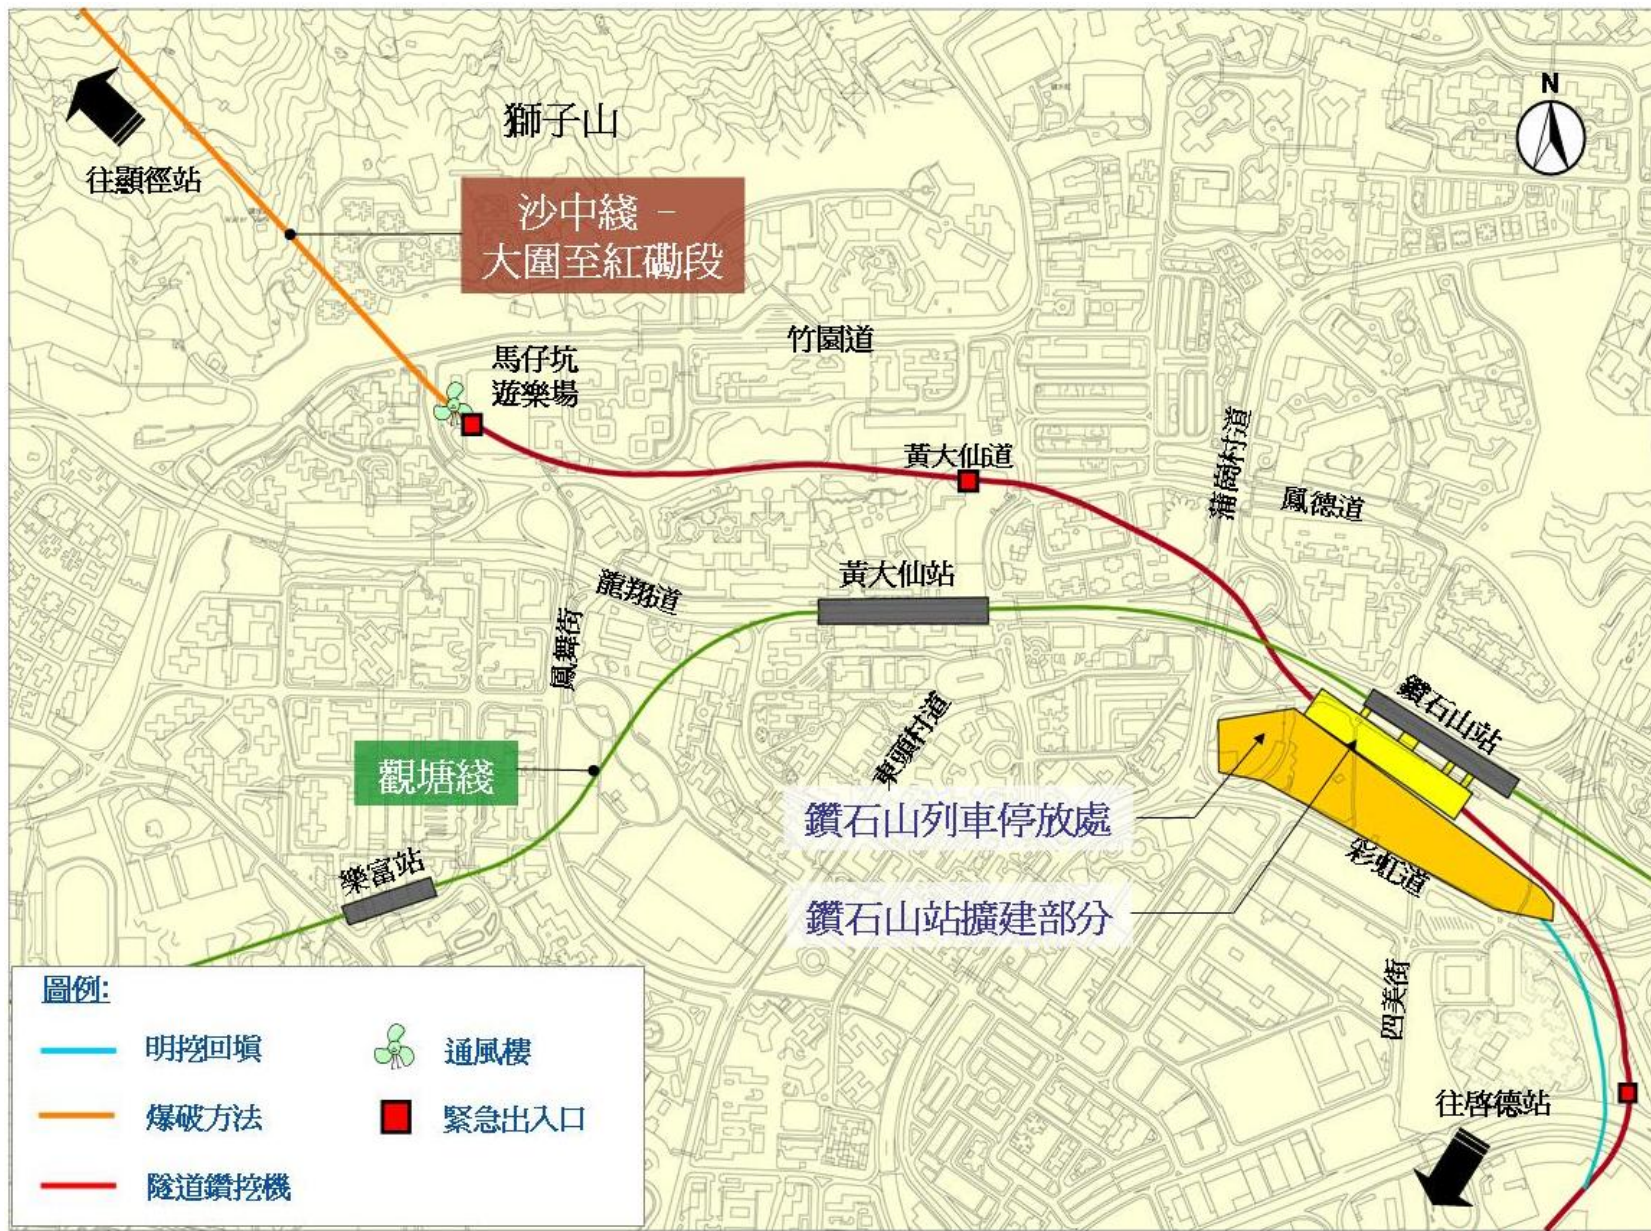 N
獅子山
往顯徑站
沙中綫 -
大圍至紅磡段
竹園道
馬仔坑
遊樂場
黃大仙道
蒲崗村道
鳳德道
黃大仙站
龍翔道
鳳舞街
鑽石山站
東頭村道
觀塘綫
鑽石山列車停放處
彩虹道
樂富站
鑽石山站擴建部分
四美街
往啓德站
圖例:
明挖回塡
通風樓
爆破方法
緊急出入口
隧道鑽挖機